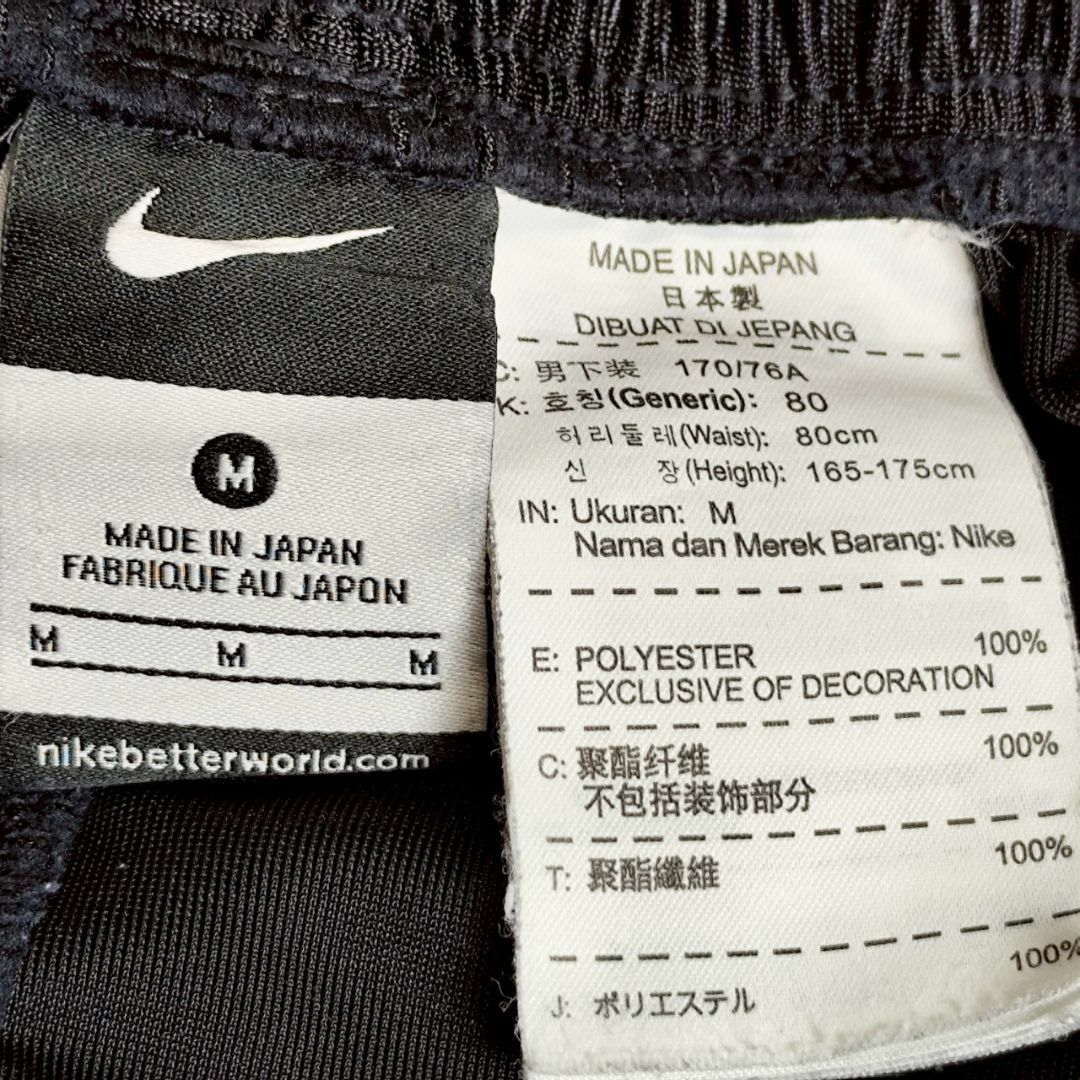 M
MADE IN JAPAN
FABRIQUE AU JAPON
M M M
nikebetterworld.com
MADE IN JAPAN
日本製
DIBUAT DI JEPANG
C: 男下装 170/76A
K: 호칭(Generic): 80
허리둘레(Waist): 80cm
신 장(Height): 165-175cm
IN: Ukuran: M
Nama dan Merek Barang: Nike
E: POLYESTER 100%
EXCLUSIVE OF DECORATION
C: 聚酯纤维 100%
不包括装饰部分
T: 聚酯纖維 100%
J: ポリエステル 100%